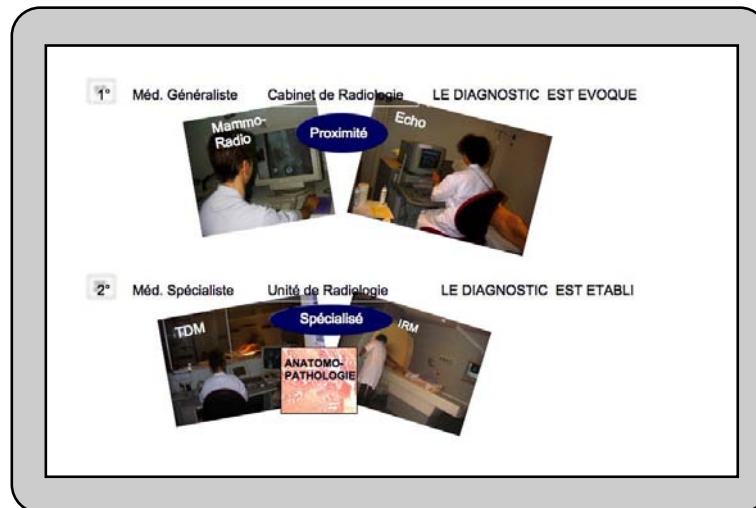 1° Méd. Généraliste Cabinet de Radiologie LE DIAGNOSTIC EST EVOQUE
Mammo-
Radio
Proximité
Echo
2° Méd. Spécialiste Unité de Radiologie LE DIAGNOSTIC EST ETABLI
TDM
Spécialisé
IRM
ANATOMO-
PATHOLOGIE